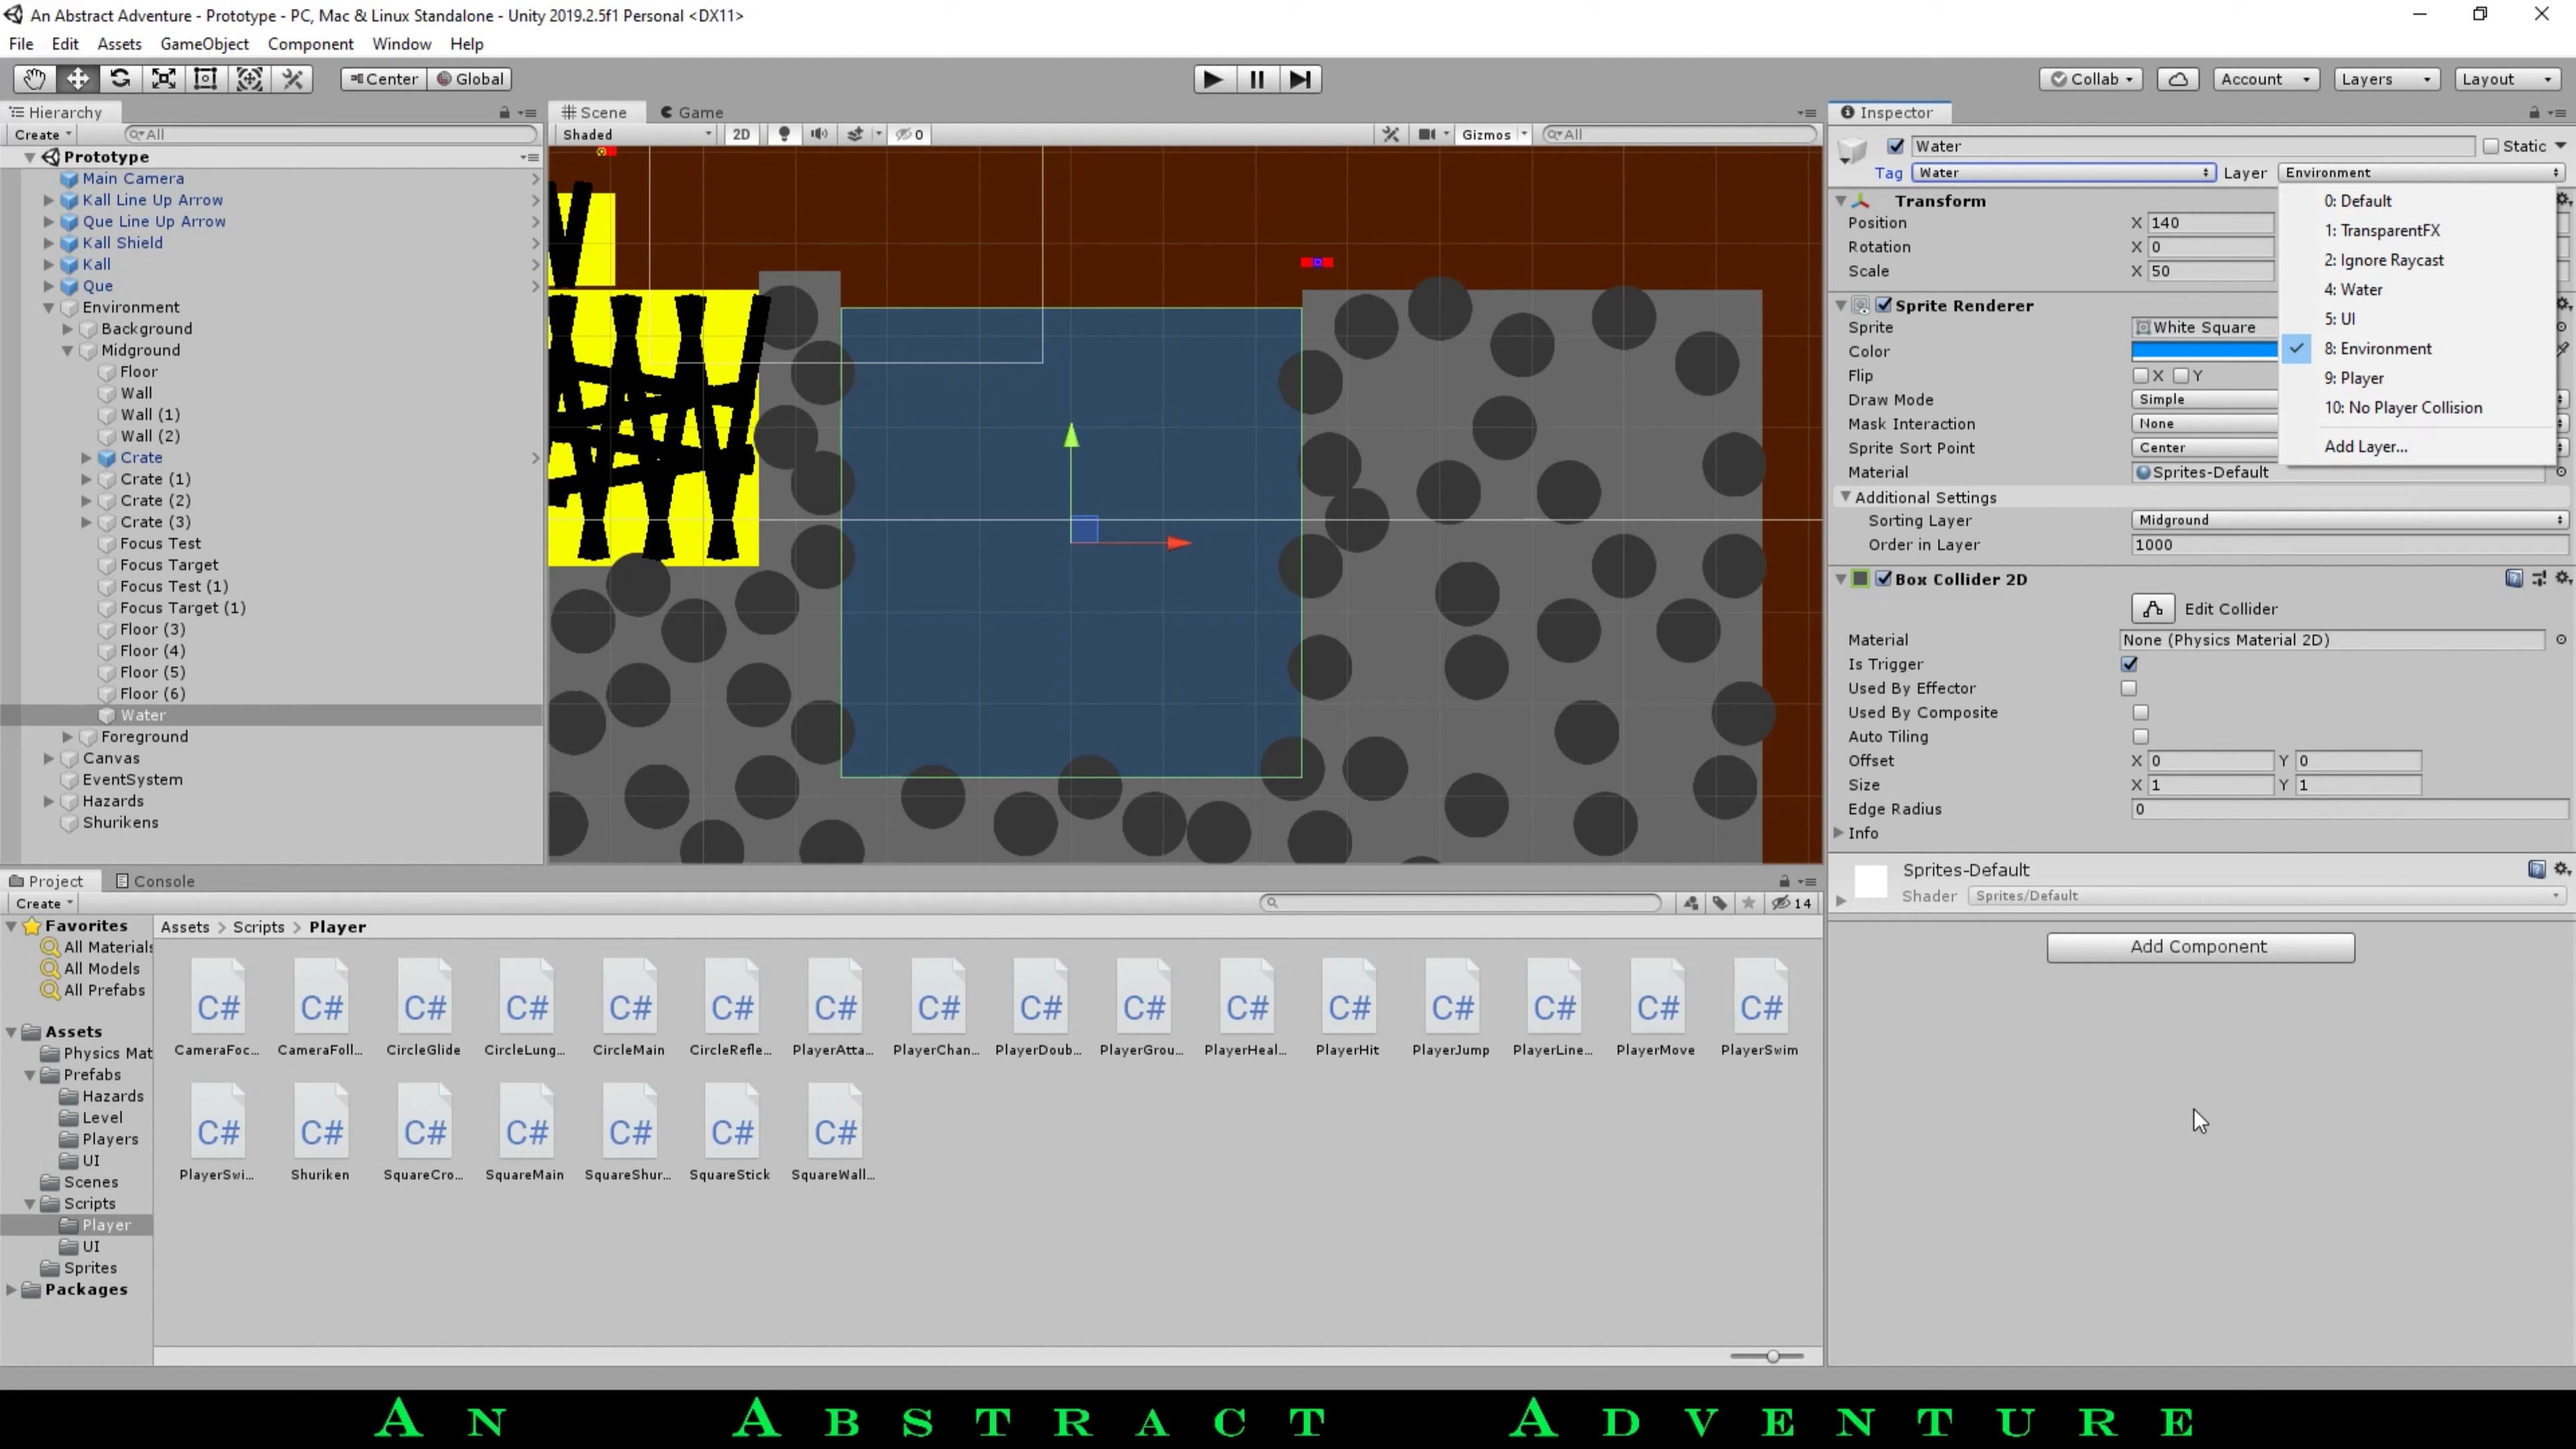 An Abstract Adventure - Prototype - PC, Mac & Linux Standalone - Unity 2019.2.5f1 Personal <DX11>
File Edit Assets GameObject Component Window Help
Center Global Collab Account Layers Layout
Hierarchy
Create All
Prototype
Main Camera
Kall Line Up Arrow
Que Line Up Arrow
Kall Shield
Kall
Que
Environment
Background
Midground
Floor
Wall
Wall (1)
Wall (2)
Crate
Crate (1)
Crate (2)
Crate (3)
Focus Test
Focus Target
Focus Test (1)
Focus Target (1)
Floor (3)
Floor (4)
Floor (5)
Floor (6)
Water
Foreground
Canvas
EventSystem
Hazards
Shurikens
Scene Game
Shaded 2D 0 Gizmos All
Inspector
Water Static
Tag Water Layer Environment
0: Default
1: TransparentFX
2: Ignore Raycast
4: Water
5: UI
8: Environment
9: Player
10: No Player Collision
Add Layer...
Transform
Position X 140
Rotation X 0
Scale X 50
Sprite Renderer
Sprite White Square
Color
Flip X Y
Draw Mode Simple
Mask Interaction None
Sprite Sort Point Center
Material Sprites-Default
Additional Settings
Sorting Layer Midground
Order in Layer 1000
Box Collider 2D
Edit Collider
Material None (Physics Material 2D)
Is Trigger
Used By Effector
Used By Composite
Auto Tiling
Offset X 0 Y 0
Size X 1 Y 1
Edge Radius 0
Info
Sprites-Default
Shader Sprites/Default
Add Component
Project Console
Create 14
Favorites
All Materials
All Models
All Prefabs
Assets
Physics Mat
Prefabs
Hazards
Level
Players
UI
Scenes
Scripts
Player
UI
Sprites
Packages
Assets > Scripts > Player
C# C# C# C# C# C# C# C# C# C# C# C# C# C# C# C#
CameraFoc... CameraFoll... CircleGlide CircleLung... CircleMain CircleRefle... PlayerAtta... PlayerChan... PlayerDoub... PlayerGrou... PlayerHeal... PlayerHit PlayerJump PlayerLine... PlayerMove PlayerSwim
C# C# C# C# C# C# C#
PlayerSwi... Shuriken SquareCro... SquareMain SquareShur... SquareStick SquareWall...
An Abstract Adventure